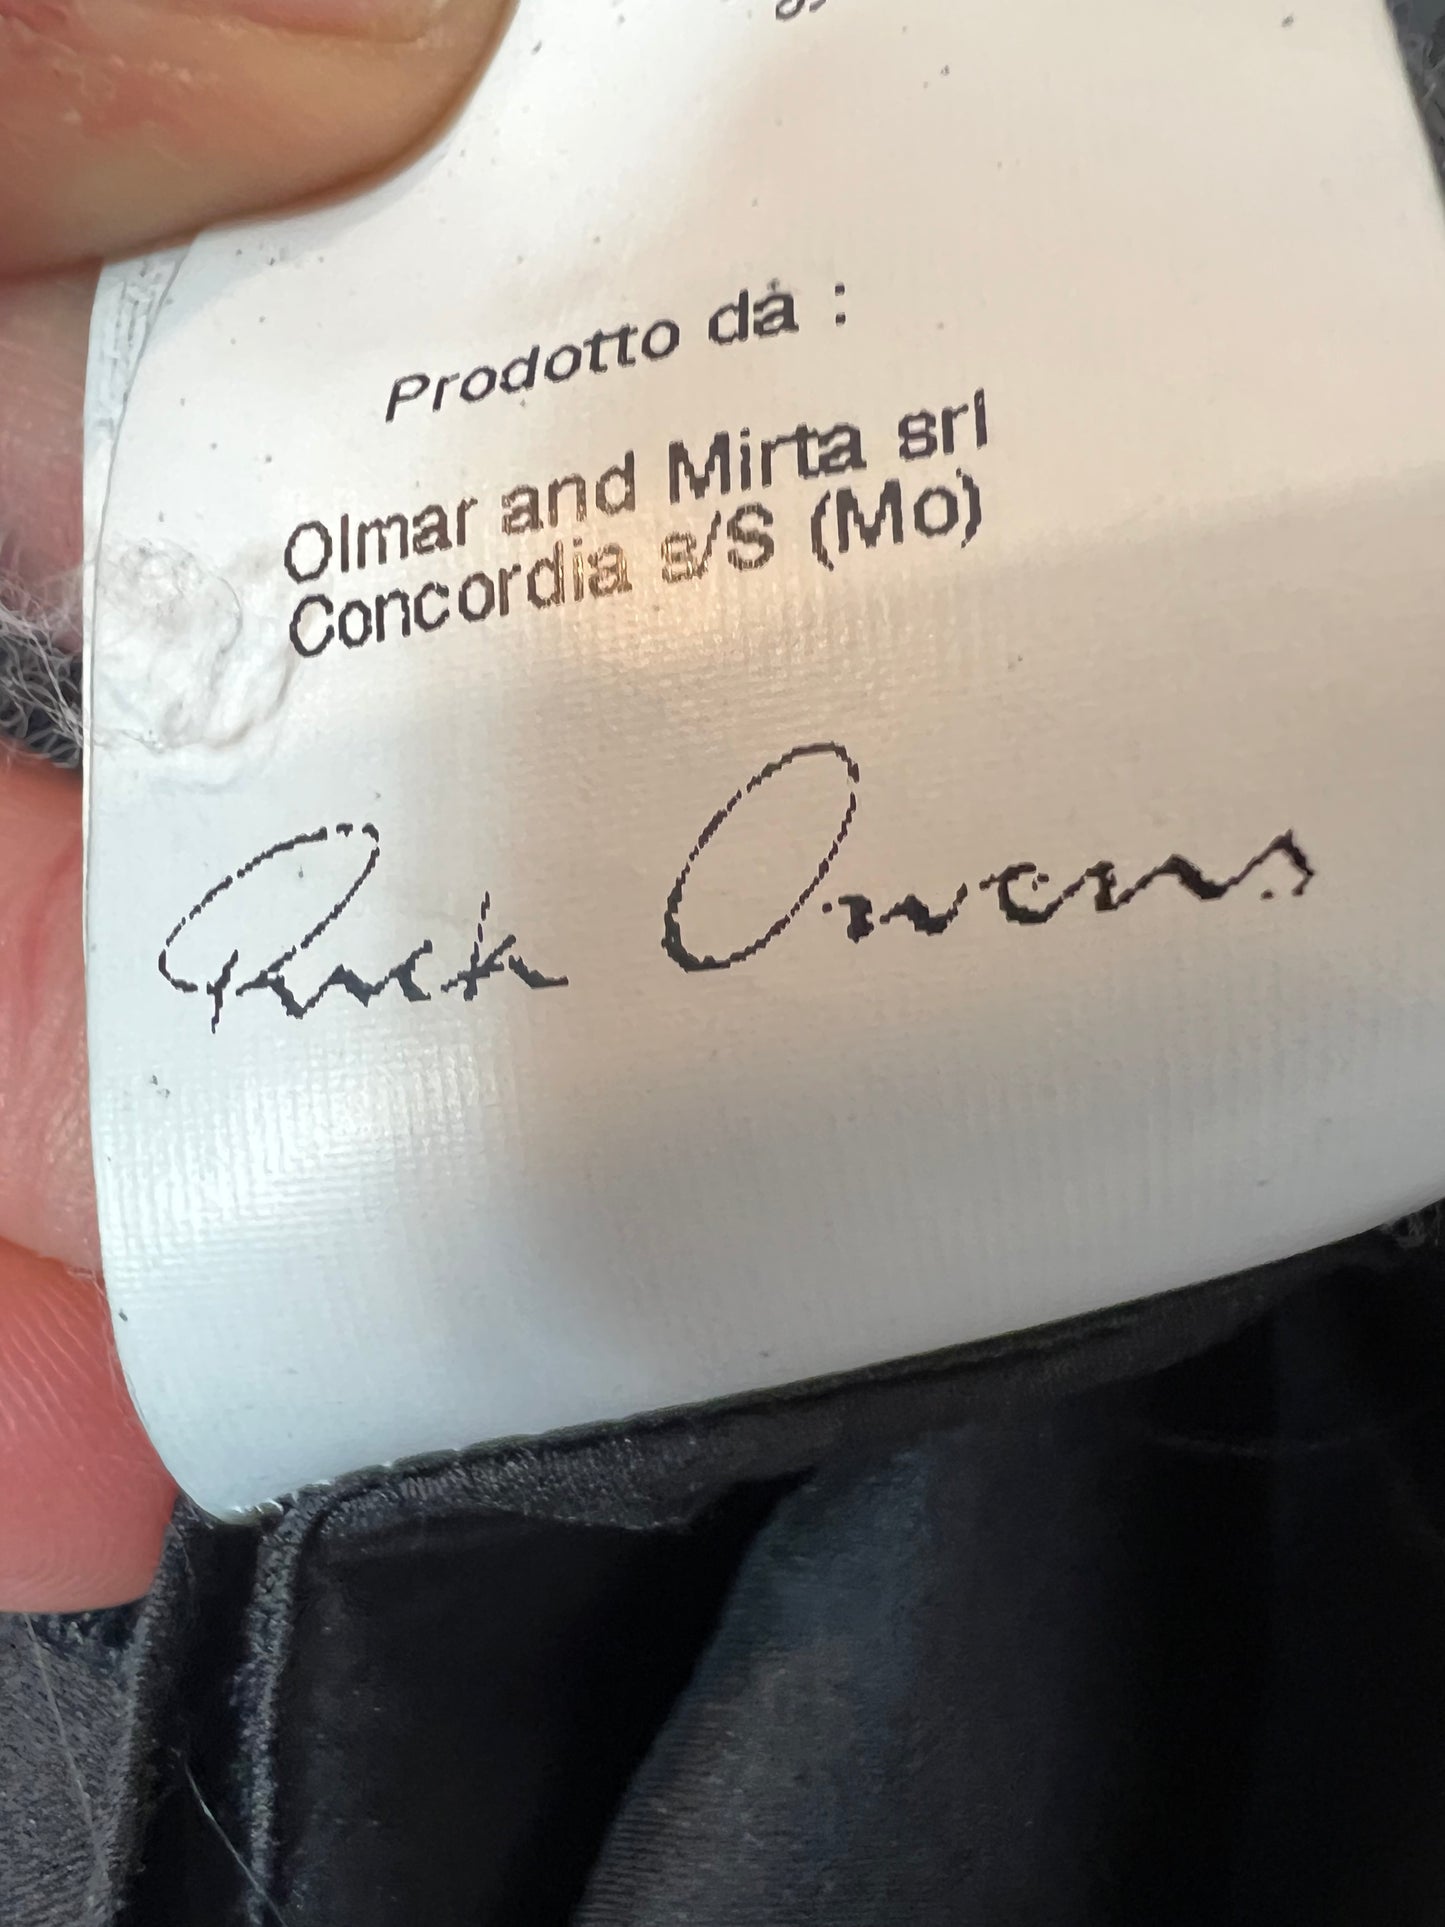 Prodotto da :
Olmar and Mirta srl
Concordia s/S (Mo)
Rick Owens